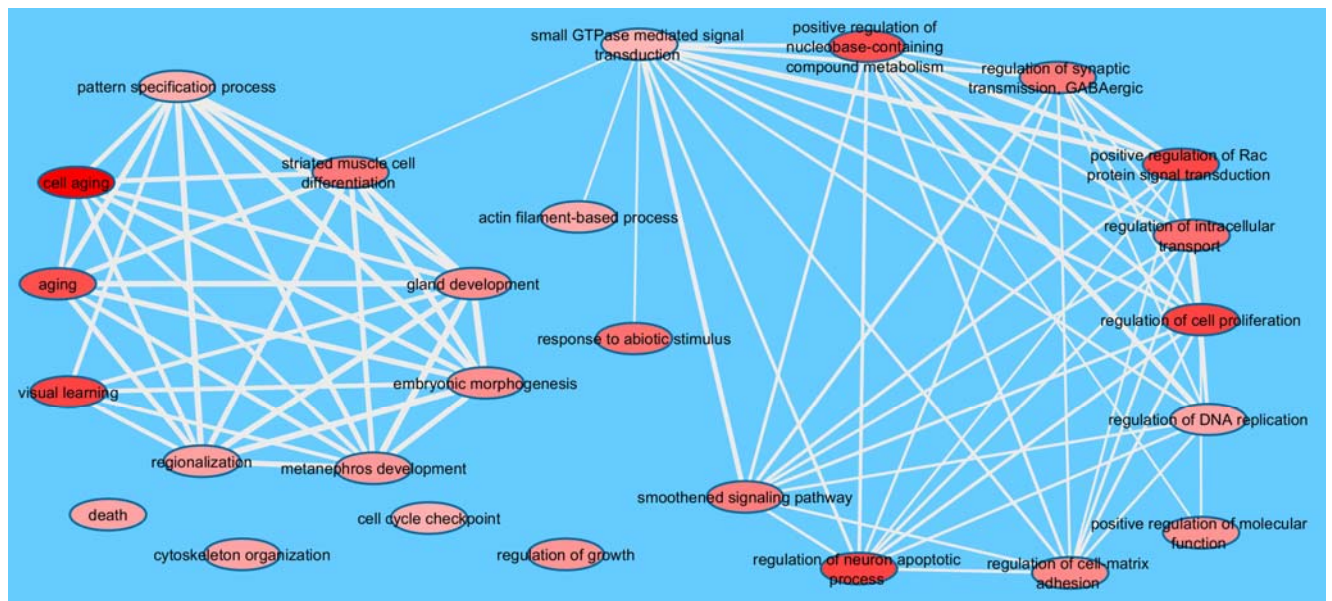 small GTPase mediated signal
transduction
positive regulation of
nucleobase-containing
compound metabolism
regulation of synaptic
transmission, GABAergic
pattern specification process
striated muscle cell
differentiation
cell aging
positive regulation of Rac
protein signal transduction
actin filament-based process
regulation of intracellular
transport
aging
gland development
response to abiotic stimulus
regulation of cell proliferation
visual learning
embryonic morphogenesis
regulation of DNA replication
regionalization
metanephros development
smoothened signaling pathway
death
cell cycle checkpoint
positive regulation of molecular
function
cytoskeleton organization
regulation of growth
regulation of neuron apoptotic
process
regulation of cell-matrix
adhesion